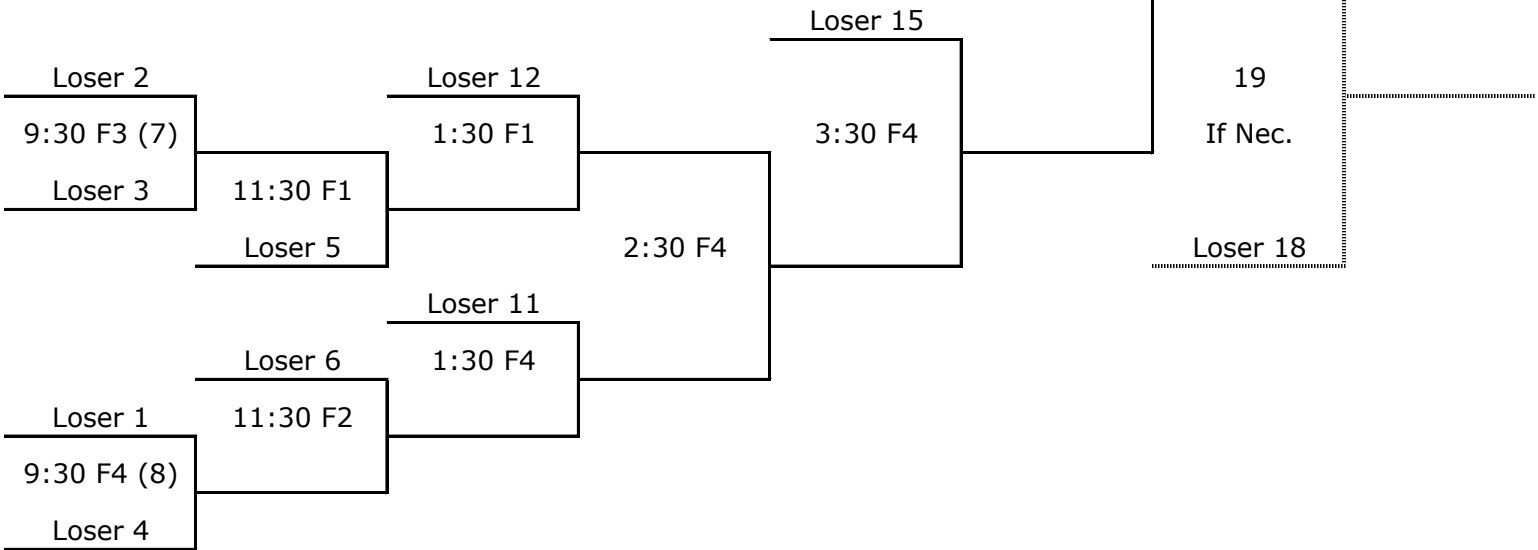 Loser 15
Loser 2
Loser 12
19
9:30 F3 (7)
1:30 F1
3:30 F4
If Nec.
Loser 3
11:30 F1
Loser 5
2:30 F4
Loser 18
Loser 11
Loser 6
1:30 F4
Loser 1
11:30 F2
9:30 F4 (8)
Loser 4